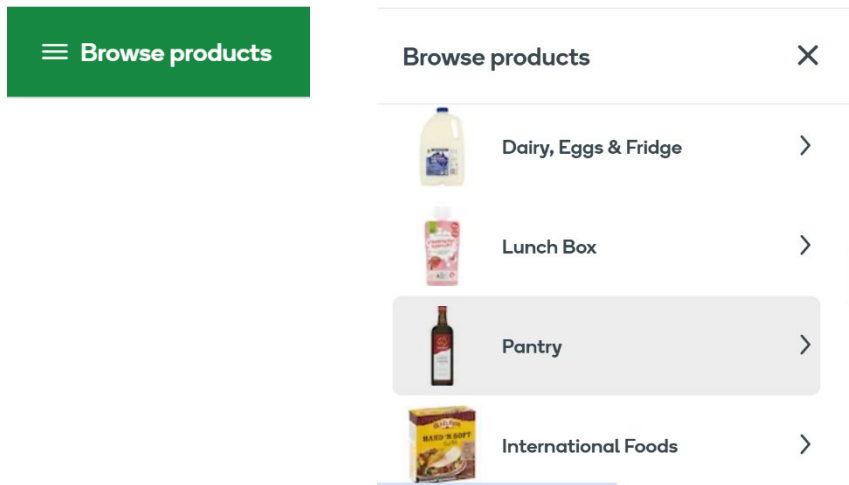 Browse products
Browse products
Dairy, Eggs & Fridge
Lunch Box
Pantry
International Foods